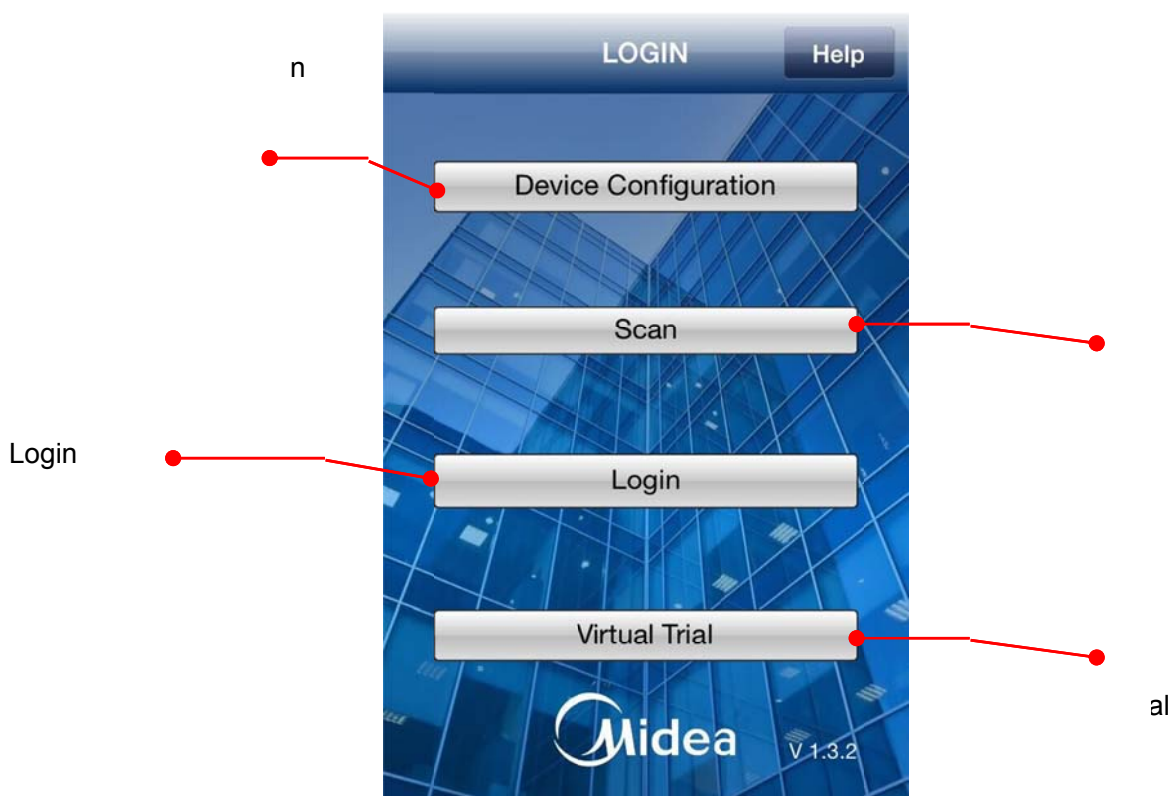 LOGIN
Help
n
Device Configuration
Scan
Login
Login
Virtual Trial
al
Midea
V 1.3.2